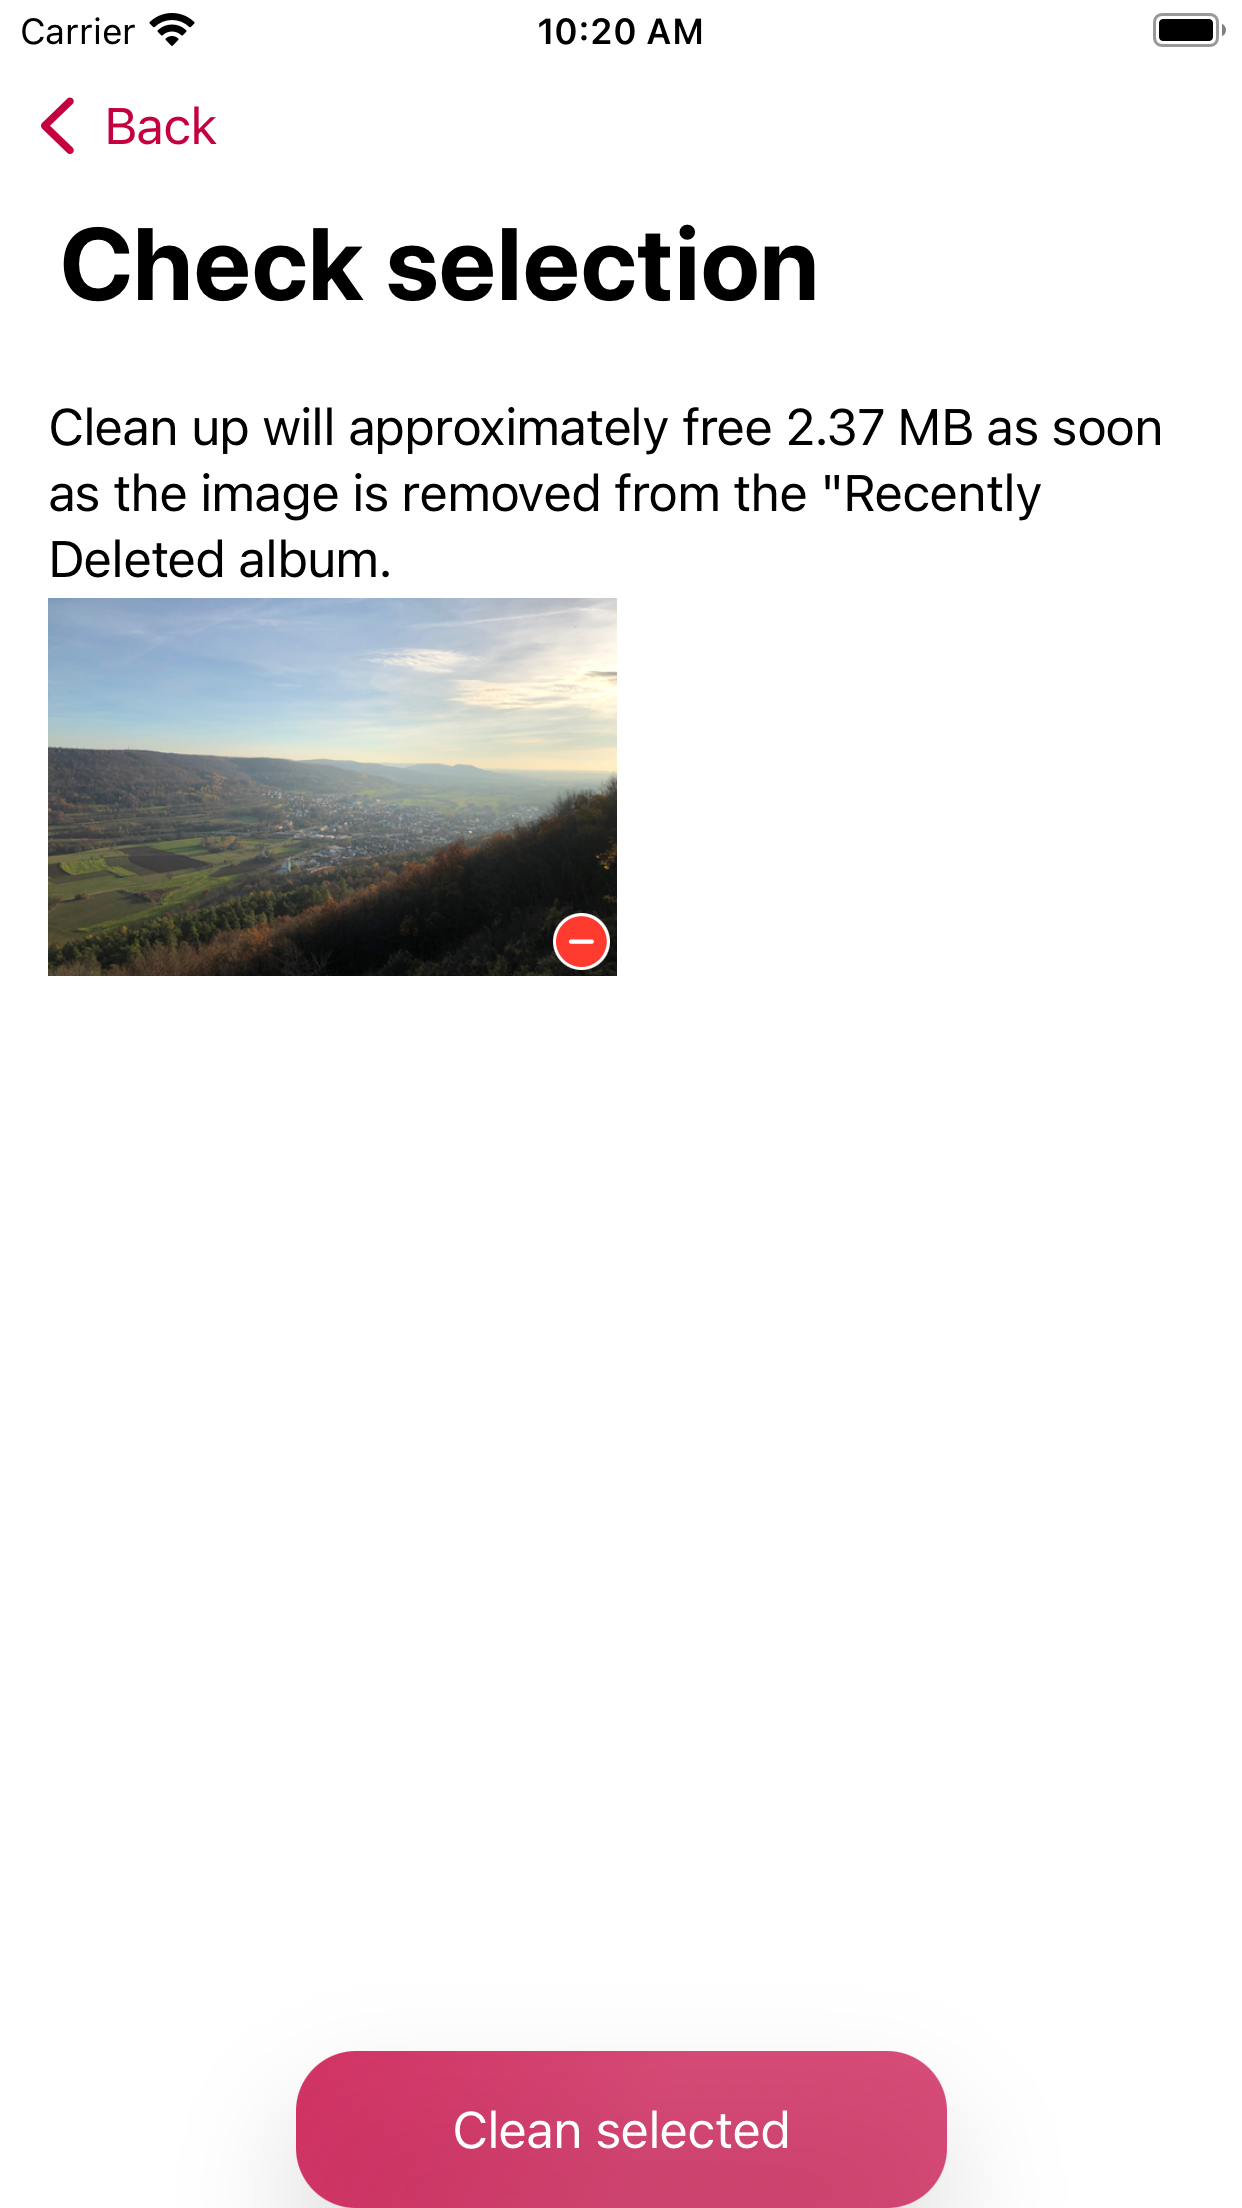 Carrier 10:20 AM
Back
Check selection
Clean up will approximately free 2.37 MB as soon
as the image is removed from the "Recently
Deleted album.
Clean selected